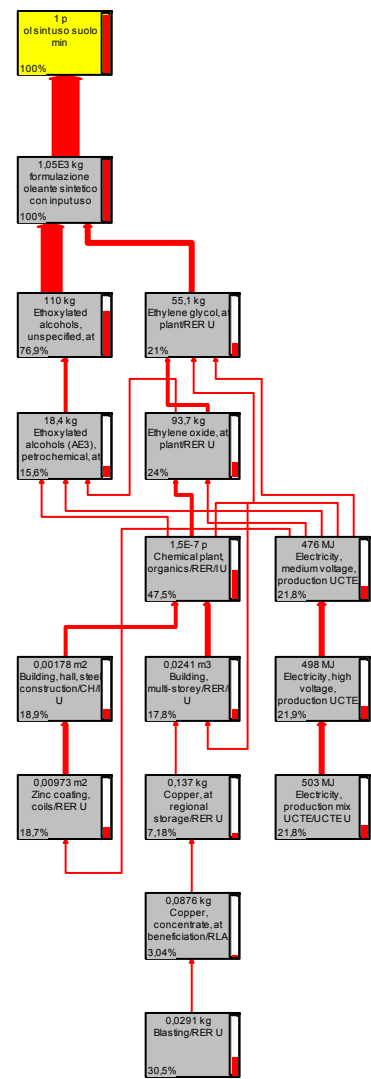 1 p
ol sint uso suolo
min
100%
1,05E3 kg
formulazione
oleante sintetico
con input uso
100%
110 kg
Ethoxylated
alcohols,
unspecified, at
76,9%
55,1 kg
Ethylene glycol, at
plant/RER U
21%
18,4 kg
Ethoxylated
alcohols (AE3),
petrochemical, at
15,6%
93,7 kg
Ethylene oxide, at
plant/RER U
24%
1,5E-7 p
Chemical plant,
organics/RER/I U
47,5%
476 MJ
Electricity,
medium voltage,
production UCTE
21,8%
0,00178 m2
Building, hall, steel
construction/CH/I
U
18,9%
0,0241 m3
Building,
multi-storey/RER/I
U
17,8%
498 MJ
Electricity, high
voltage,
production UCTE
21,9%
0,00973 m2
Zinc coating,
coils/RER U
18,7%
0,137 kg
Copper, at
regional
storage/RER U
7,18%
503 MJ
Electricity,
production mix
UCTE/UCTE U
21,8%
0,0876 kg
Copper,
concentrate, at
beneficiation/RLA
3,04%
0,0291 kg
Blasting/RER U
30,5%